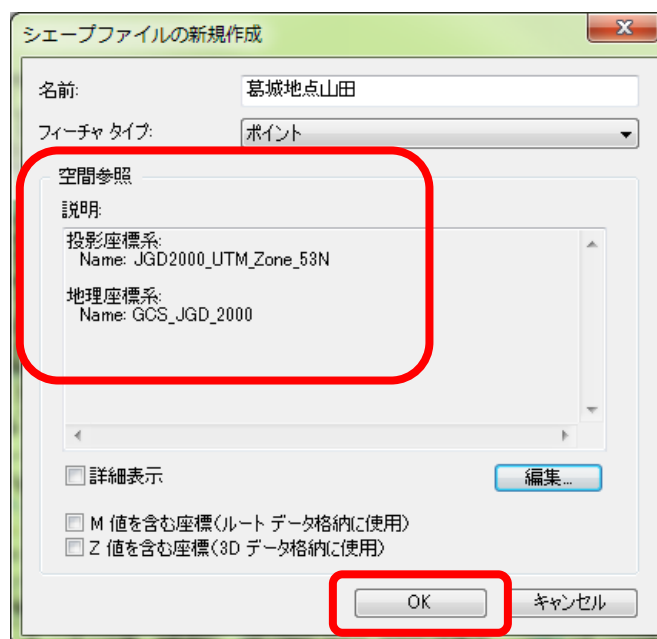 シェープファイルの新規作成
名前:
葛城地点山田
フィーチャ タイプ:
ポイント
空間参照
説明:
投影座標系:
Name: JGD2000_UTM_Zone_53N
地理座標系:
Name: GCS_JGD_2000
詳細表示
編集...
M 値を含む座標(ルート データ格納に使用)
Z 値を含む座標(3D データ格納に使用)
OK
キャンセル